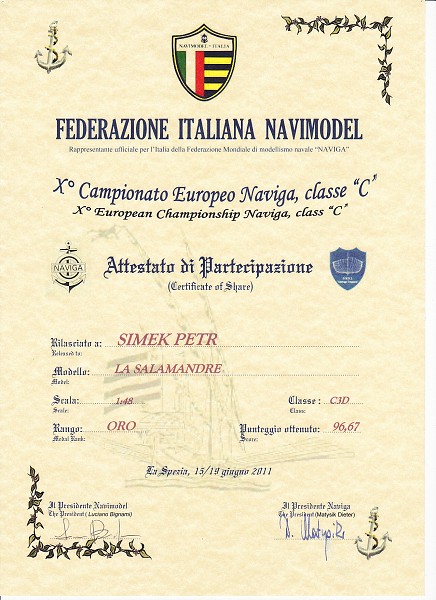 NAVIMODEL - ITALIA
FEDERAZIONE ITALIANA NAVIMODEL
Rappresentante ufficiale per l'Italia della Federazione Mondiale di modellismo navale "NAVIGA"
X° Campionato Europeo Naviga, classe "C"
X° European Championship Naviga, class "C"
NAVIGA
Attestato di Partecipazione
(Certificate of Share)
Rilasciato a: SIMEK PETR
Released to:
Modello: LA SALAMANDRE
Model:
Scala: 1:48 Classe : C3D
Scale: Class:
Rango: ORO Punteggio ottenuto: 96,67
Medal Rank: Score:
La Spezia, 15/19 giugno 2011
Il Presidente Navimodel Il Presidente Naviga
The President ( Luciano Bignami) The President (Matysik Dieter)
D. Matysik